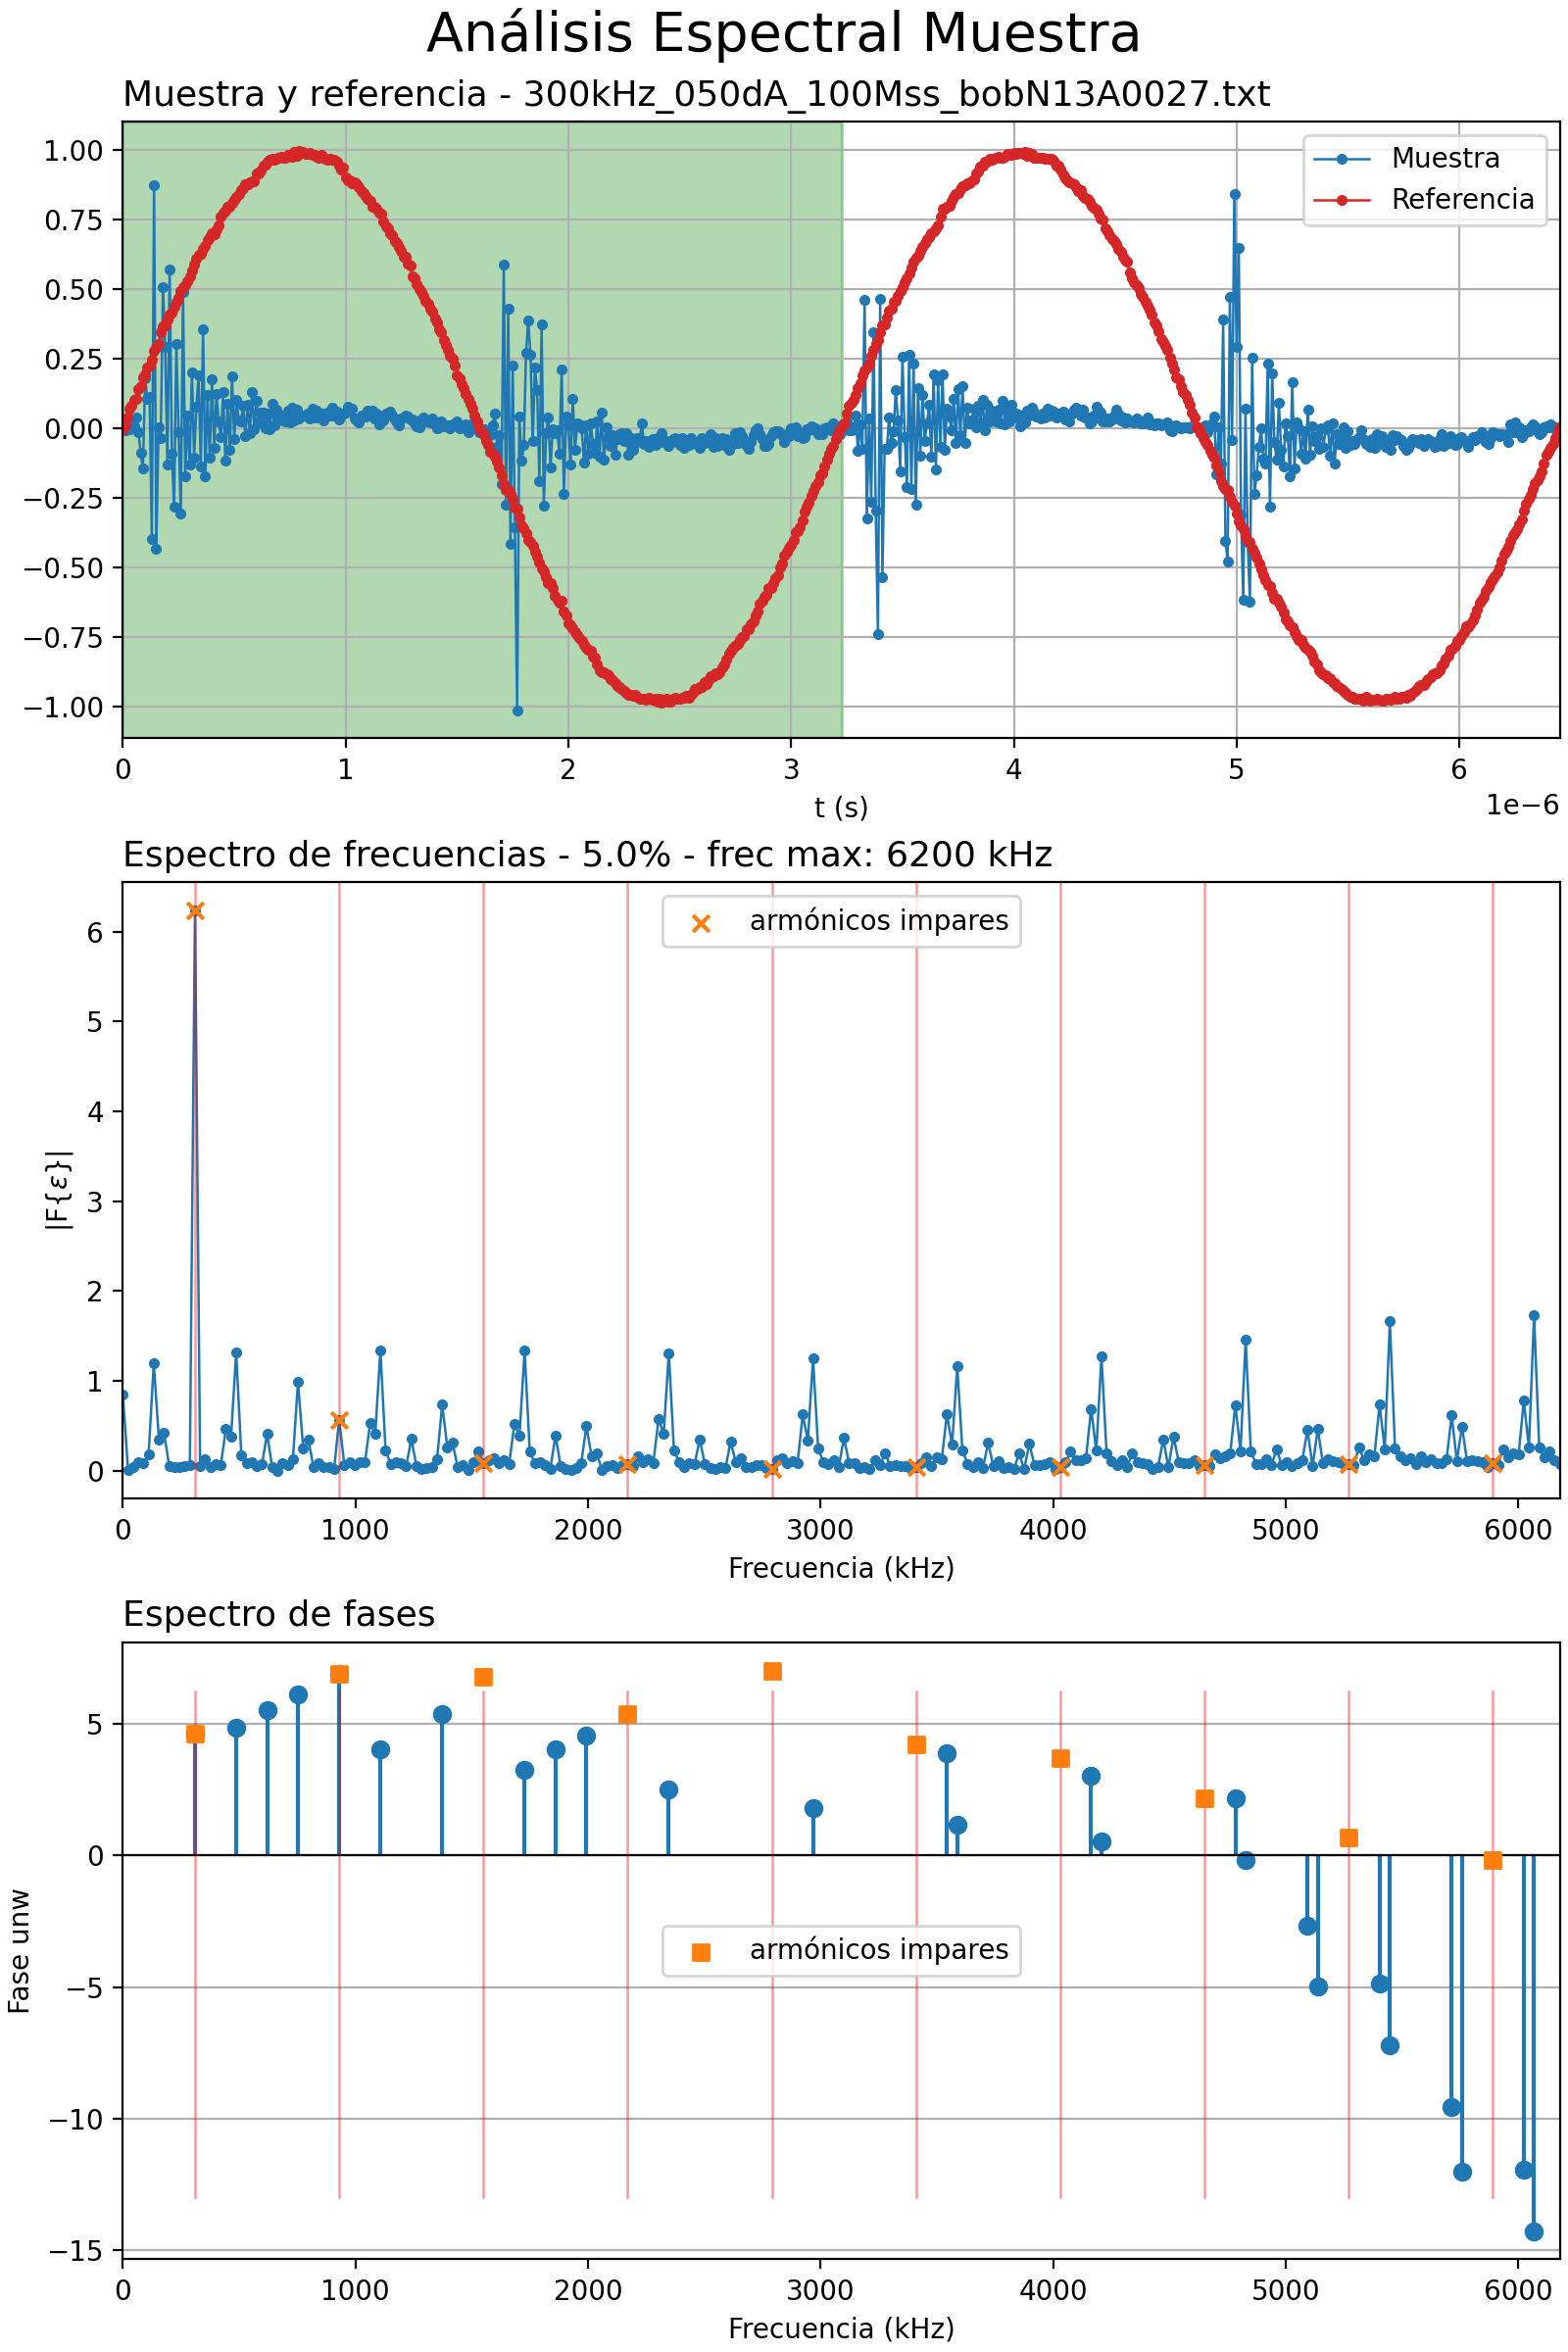 Análisis Espectral Muestra
Muestra y referencia - 300kHz_050dA_100Mss_bobN13A0027.txt
1.00
0.75
0.50
0.25
0.00
−0.25
−0.50
−0.75
−1.00
Muestra
Referencia
0 1 2 3 4 5 6
t (s)
1e−6
Espectro de frecuencias - 5.0% - frec max: 6200 kHz
armónicos impares
|F{ε}|
6
5
4
3
2
1
0
0 1000 2000 3000 4000 5000 6000
Frecuencia (kHz)
Espectro de fases
Fase unw
5
0
−5
−10
−15
armónicos impares
0 1000 2000 3000 4000 5000 6000
Frecuencia (kHz)